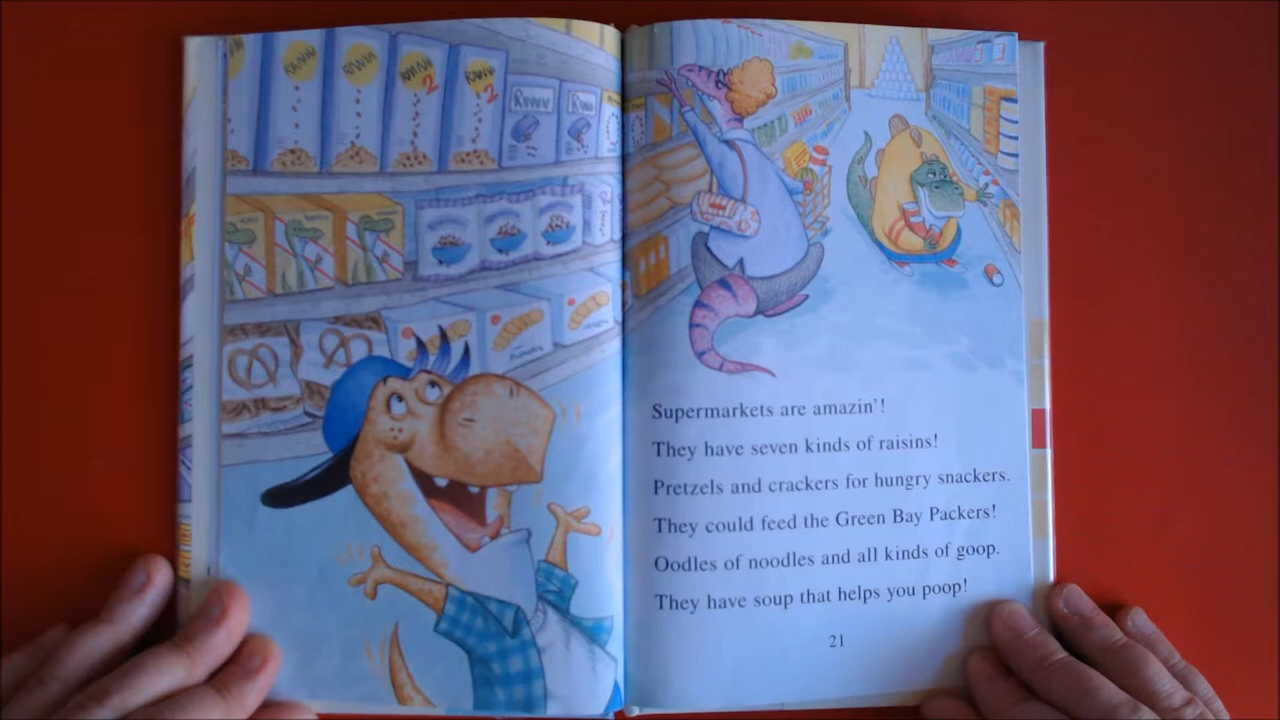 Supermarkets are amazin'!
They have seven kinds of raisins!
Pretzels and crackers for hungry snackers.
They could feed the Green Bay Packers!
Oodles of noodles and all kinds of goop.
They have soup that helps you poop!
21